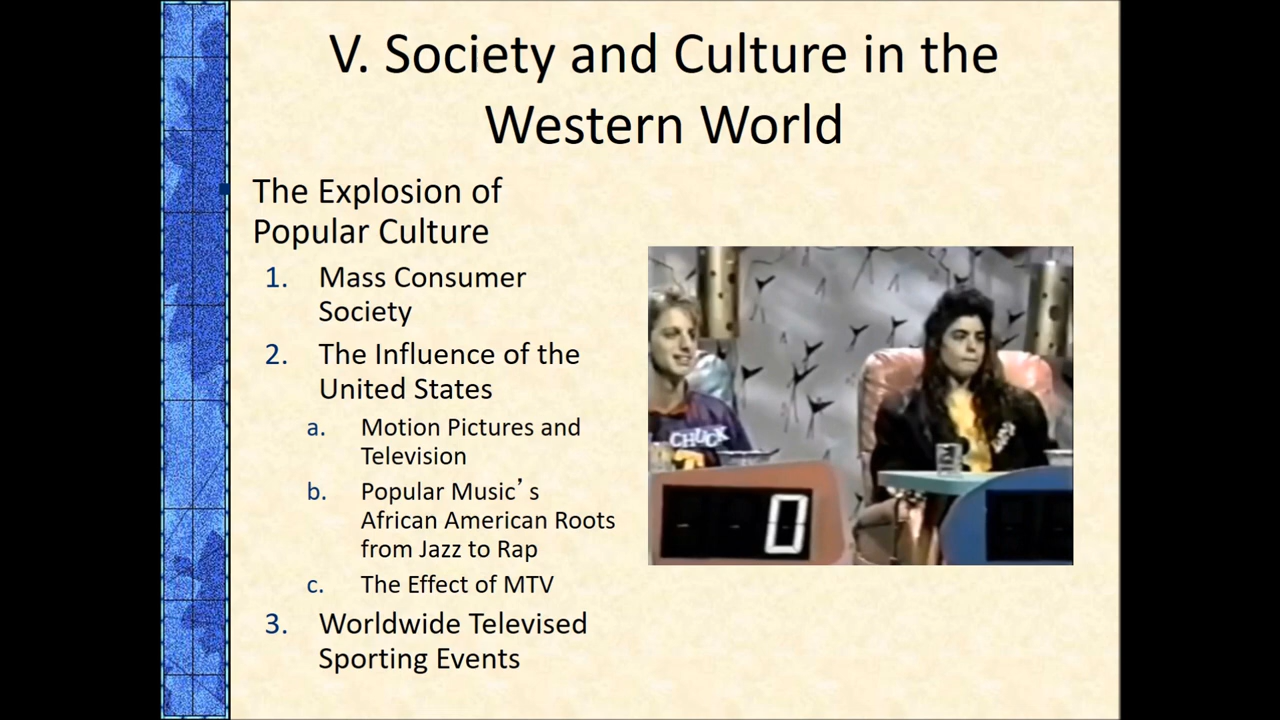 V. Society and Culture in the
Western World
The Explosion of
Popular Culture
1. Mass Consumer
Society
2. The Influence of the
United States
a. Motion Pictures and
Television
b. Popular Music’s
African American Roots
from Jazz to Rap
c. The Effect of MTV
3. Worldwide Televised
Sporting Events
CHUCK
0